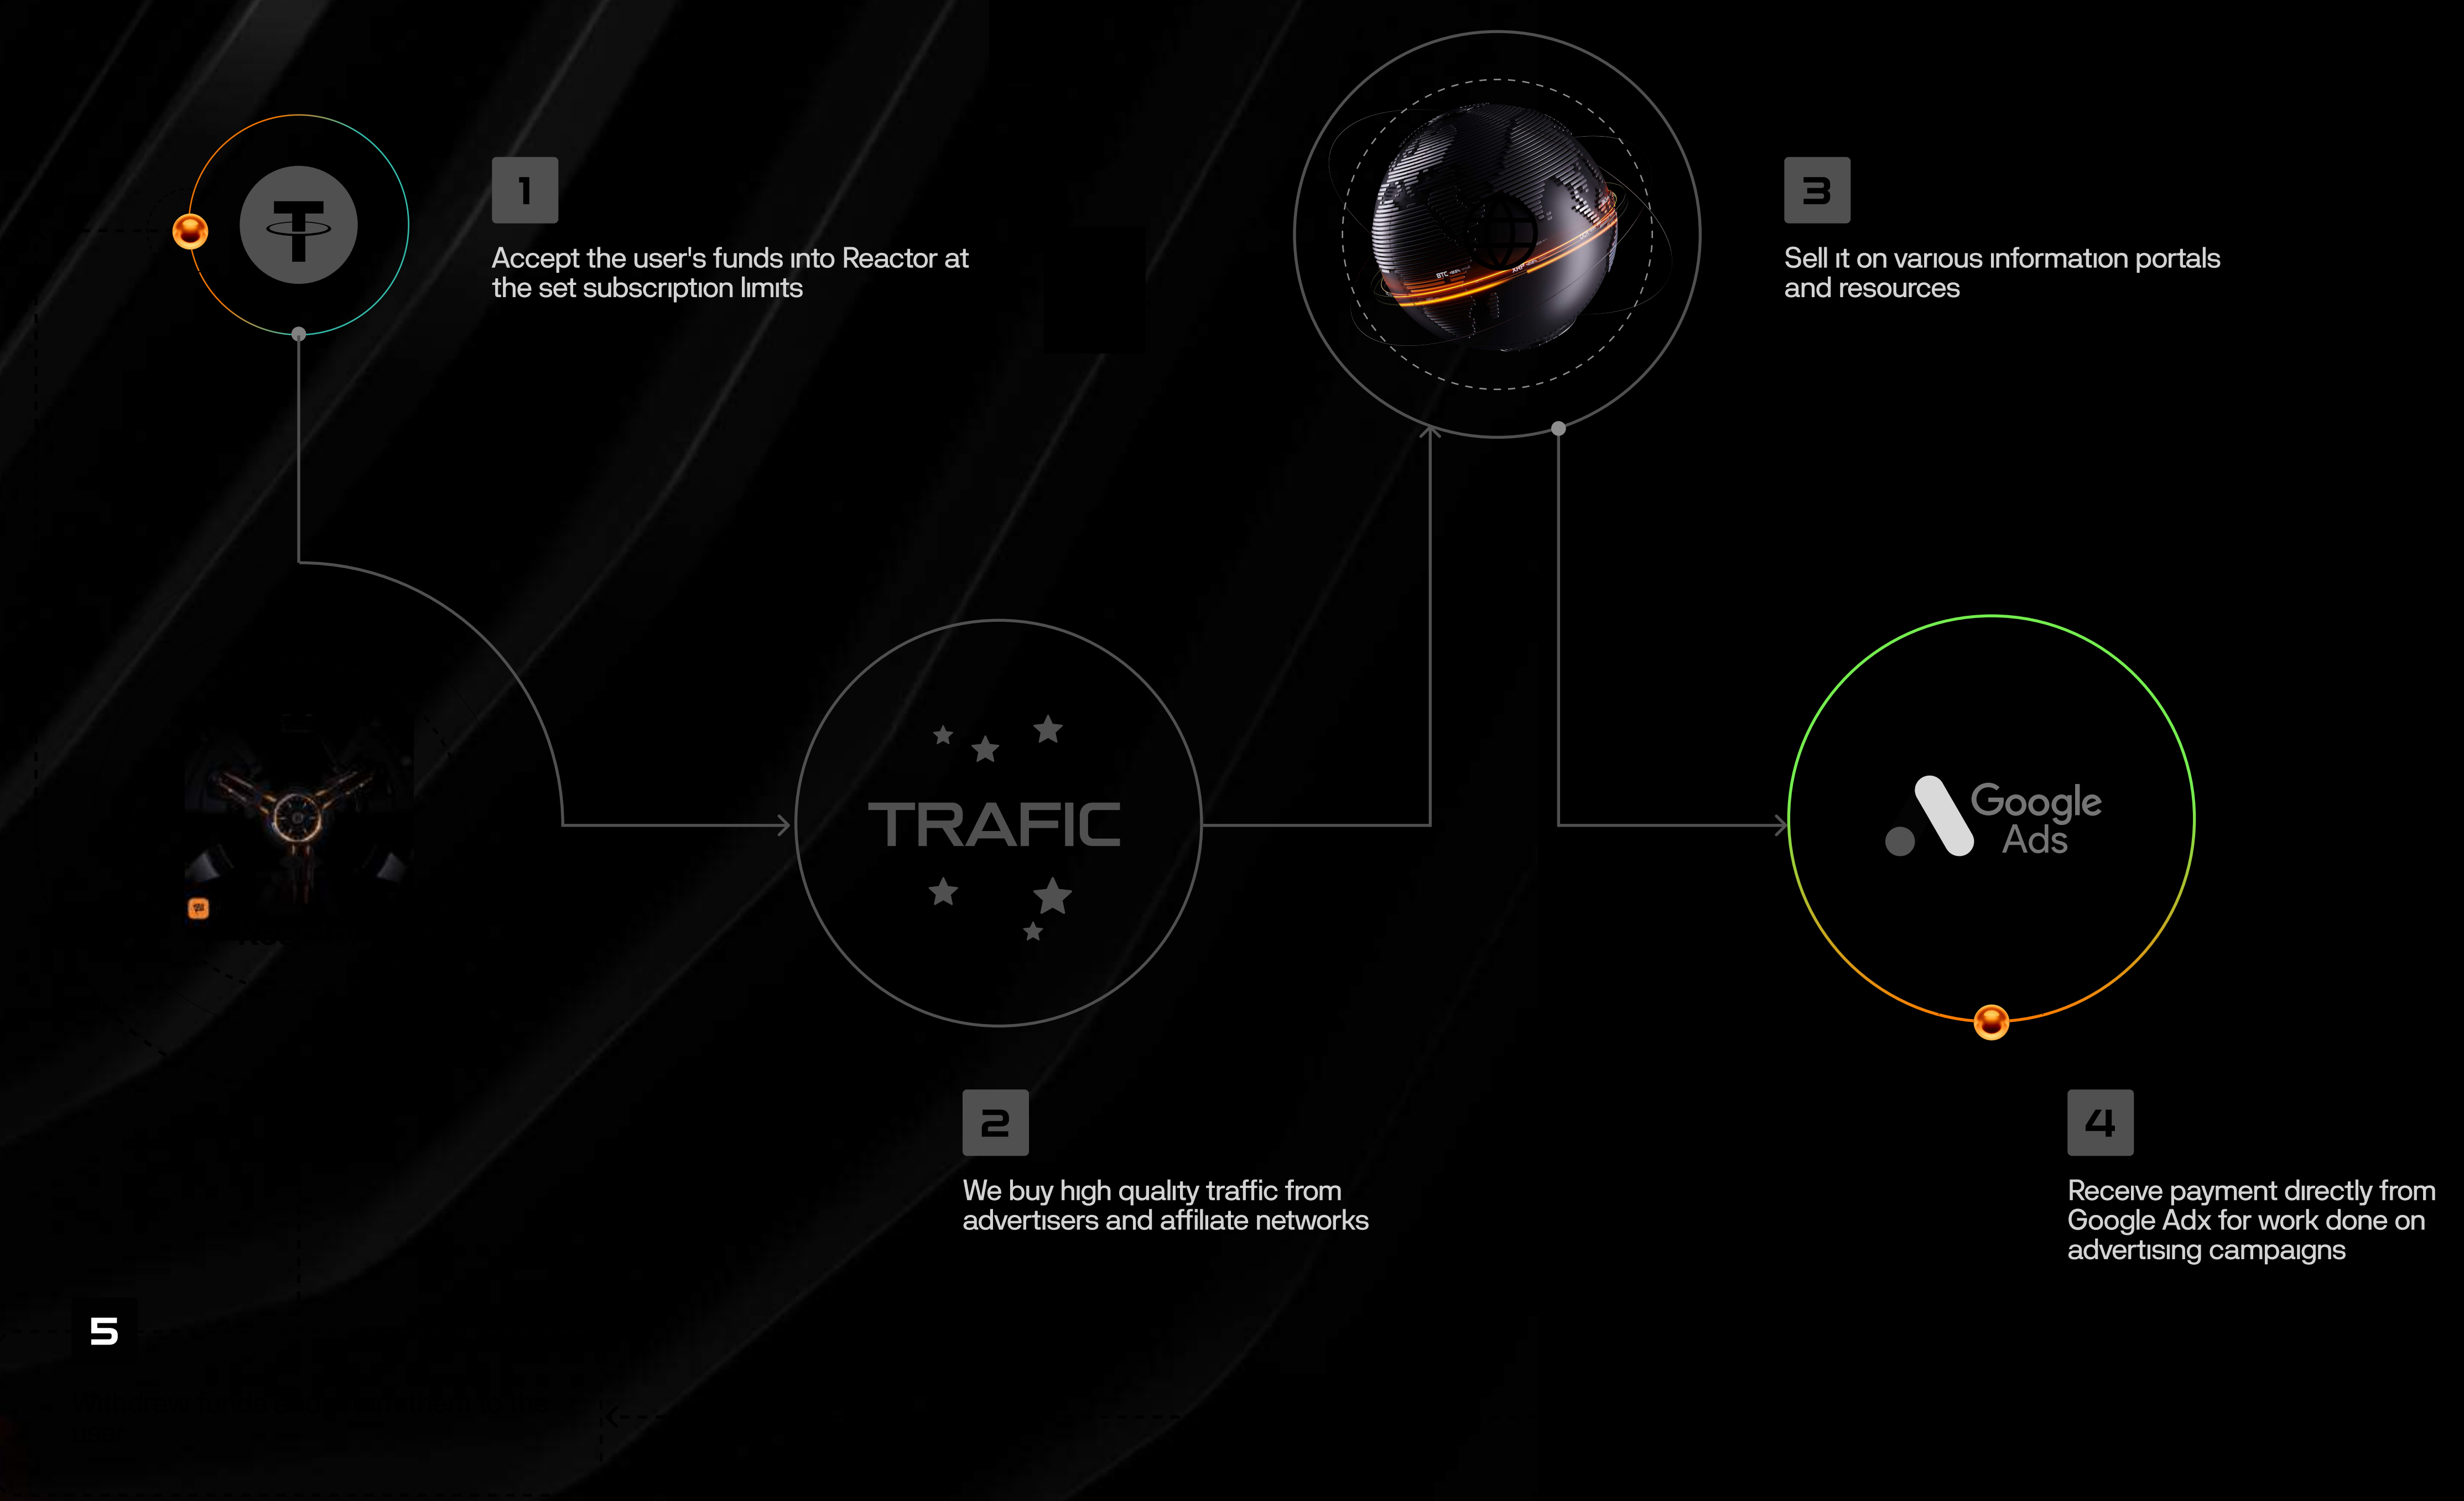 1
Accept the user's funds into Reactor at
the set subscription limits
3
Sell it on various information portals
and resources
BTC
XRP
TRAFIC
Google
Ads
2
We buy high quality traffic from
advertisers and affiliate networks
4
Receive payment directly from
Google Adx for work done on
advertising campaigns
5